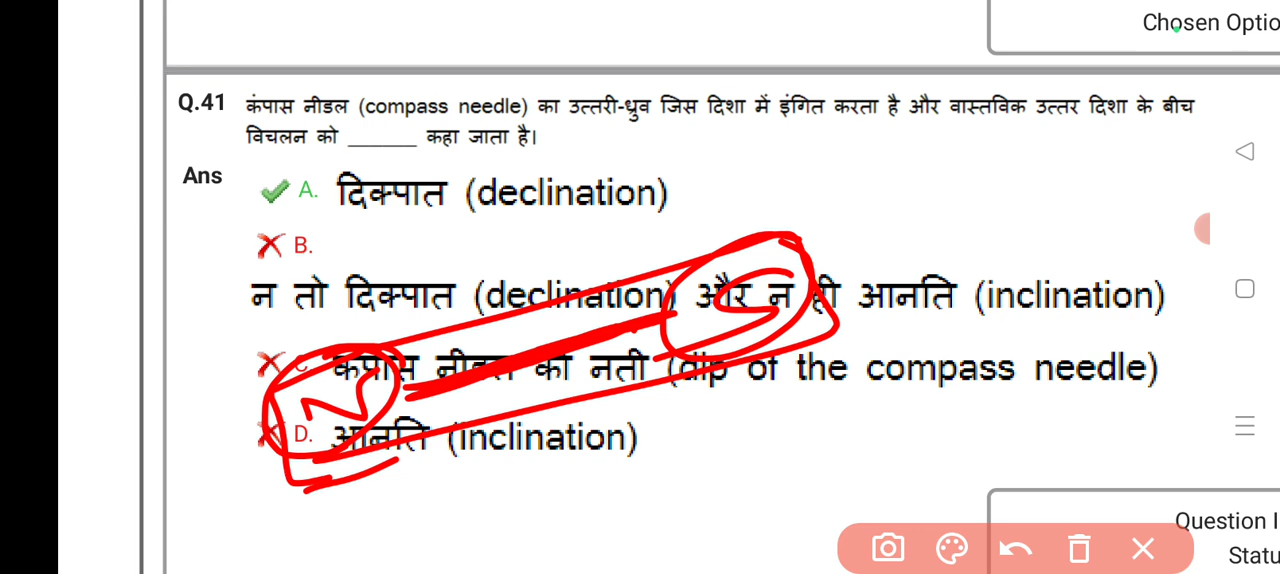 Chosen Optio
Q.41 कंपास नीडल (compass needle) का उत्तरी-ध्रुव जिस दिशा में इंगित करता है और वास्तविक उत्तर दिशा के बीच
विचलन को ______ कहा जाता है।
Ans
A. दिक्पात (declination)
B.
न तो दिक्पात (declination) और न ही आनति (inclination)
C. कंपास नीडल की नती (dip of the compass needle)
N S
D. आनति (inclination)
Question I
Statu